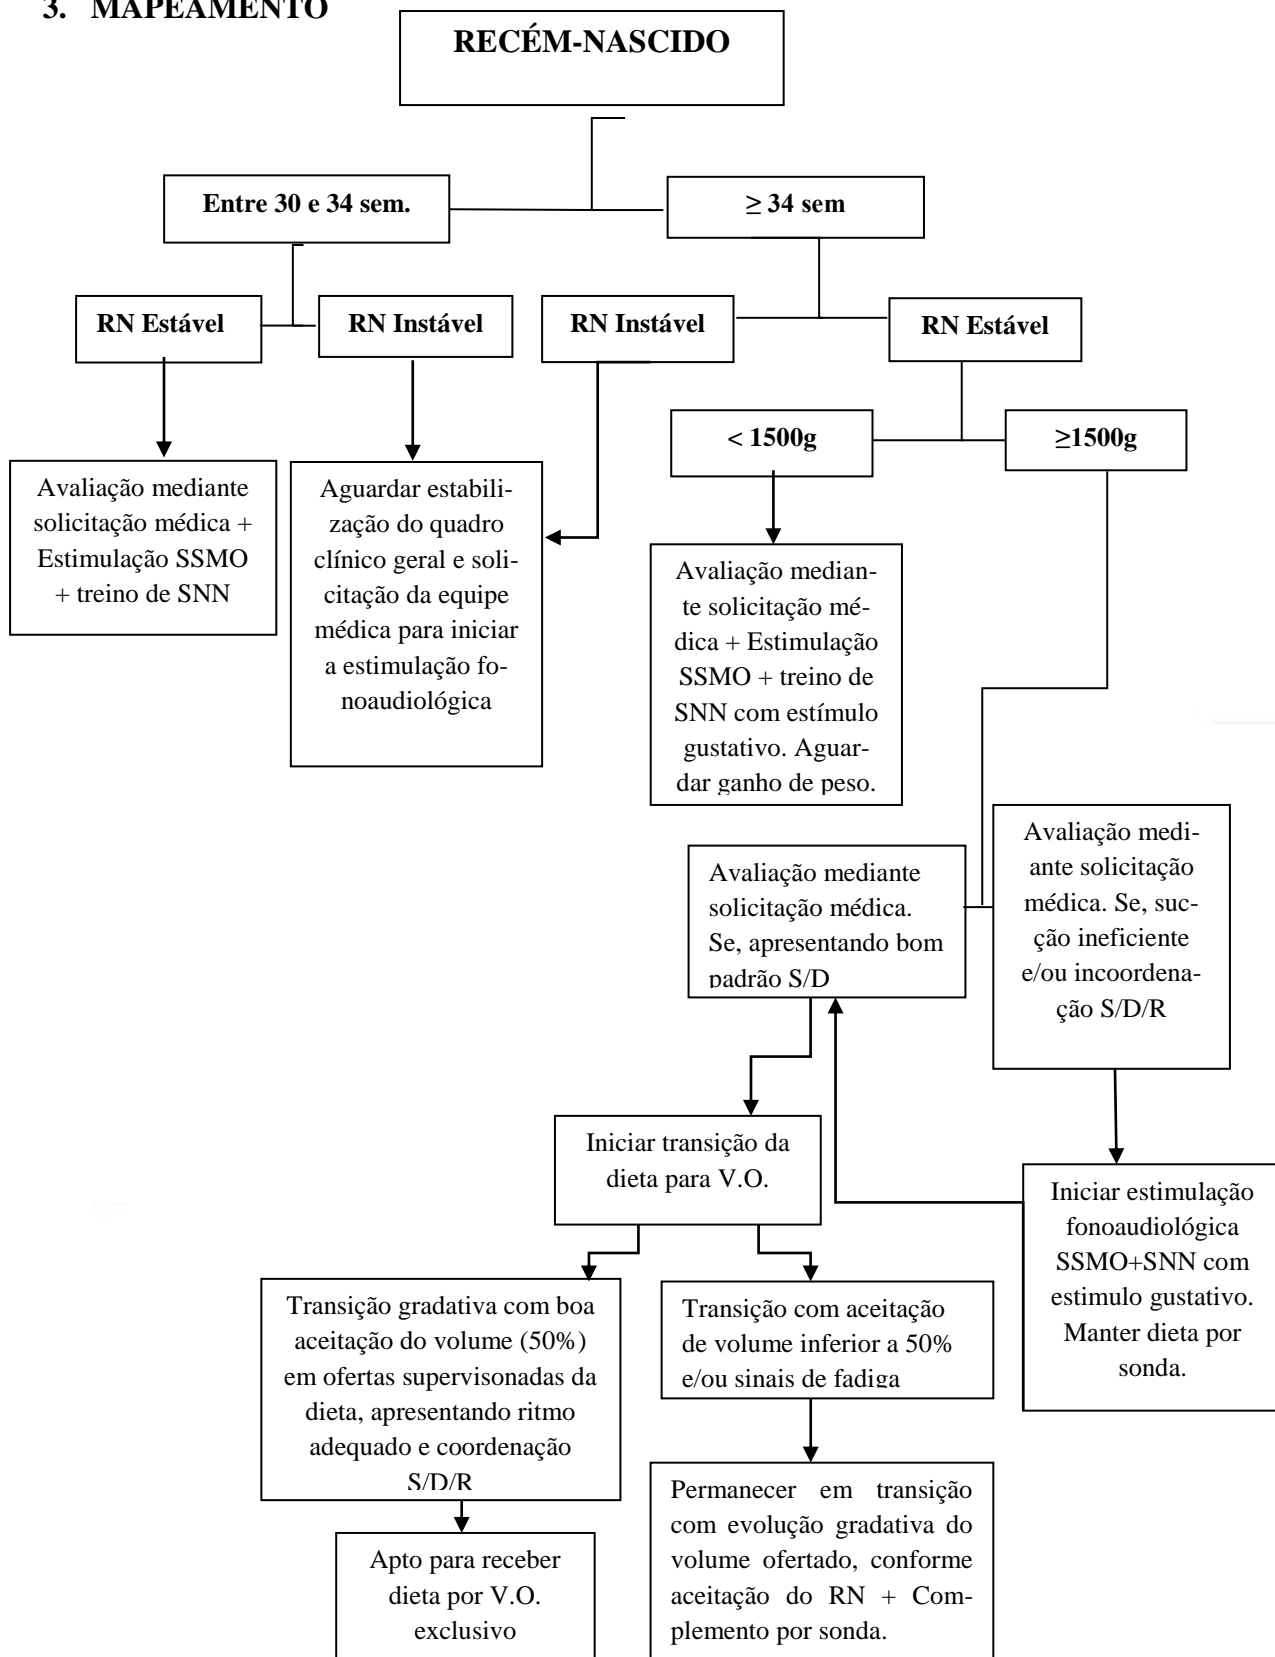 3. MAPEAMENTO
RECÉM-NASCIDO
Entre 30 e 34 sem.
≥ 34 sem
RN Estável
RN Instável
RN Instável
RN Estável
< 1500g
≥1500g
Avaliação mediante
solicitação médica +
Estimulação SSMO
+ treino de SNN
Aguardar estabili-
zação do quadro
clínico geral e soli-
citação da equipe
médica para iniciar
a estimulação fo-
noaudiológica
Avaliação median-
te solicitação mé-
dica + Estimulação
SSMO + treino de
SNN com estímulo
gustativo. Aguar-
dar ganho de peso.
Avaliação mediante
solicitação médica.
Se, apresentando bom
padrão S/D
Avaliação medi-
ante solicitação
médica. Se, suc-
ção ineficiente
e/ou incoordena-
ção S/D/R
Iniciar transição da
dieta para V.O.
Iniciar estimulação
fonoaudiológica
SSMO+SNN com
estimulo gustativo.
Manter dieta por
sonda.
Transição gradativa com boa
aceitação do volume (50%)
em ofertas supervisonadas da
dieta, apresentando ritmo
adequado e coordenação
S/D/R
Transição com aceitação
de volume inferior a 50%
e/ou sinais de fadiga
Apto para receber
dieta por V.O.
exclusivo
Permanecer em transição
com evolução gradativa do
volume ofertado, conforme
aceitação do RN + Com-
plemento por sonda.